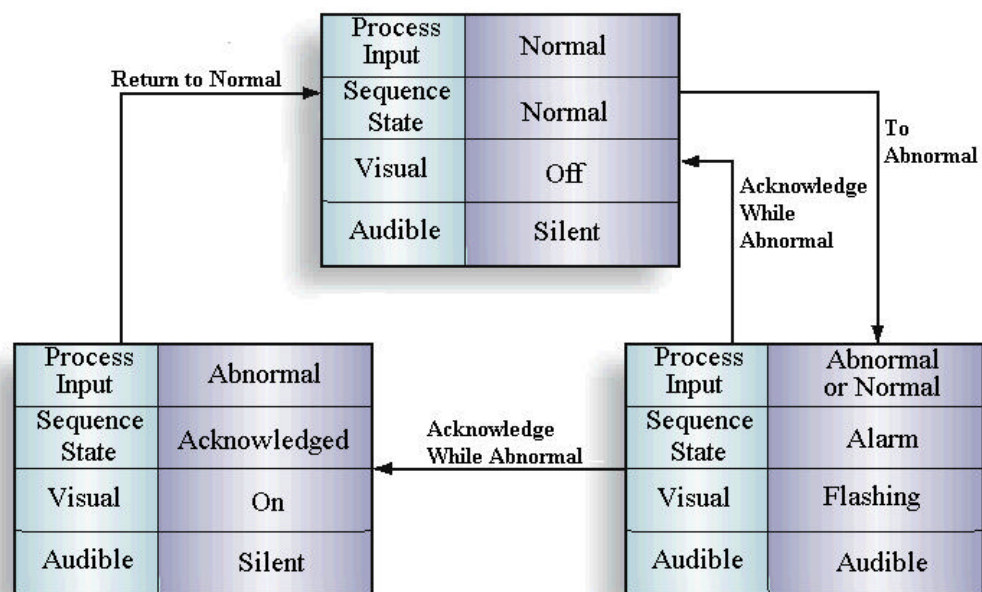 Process
Input
Normal
Return to Normal
Sequence
State
Normal
To
Abnormal
Visual
Off
Acknowledge
While
Abnormal
Audible
Silent
Process
Input
Abnormal
Sequence
State
Acknowledged
Visual
On
Audible
Silent
Acknowledge
While Abnormal
Process
Input
Abnormal
or Normal
Sequence
State
Alarm
Visual
Flashing
Audible
Audible